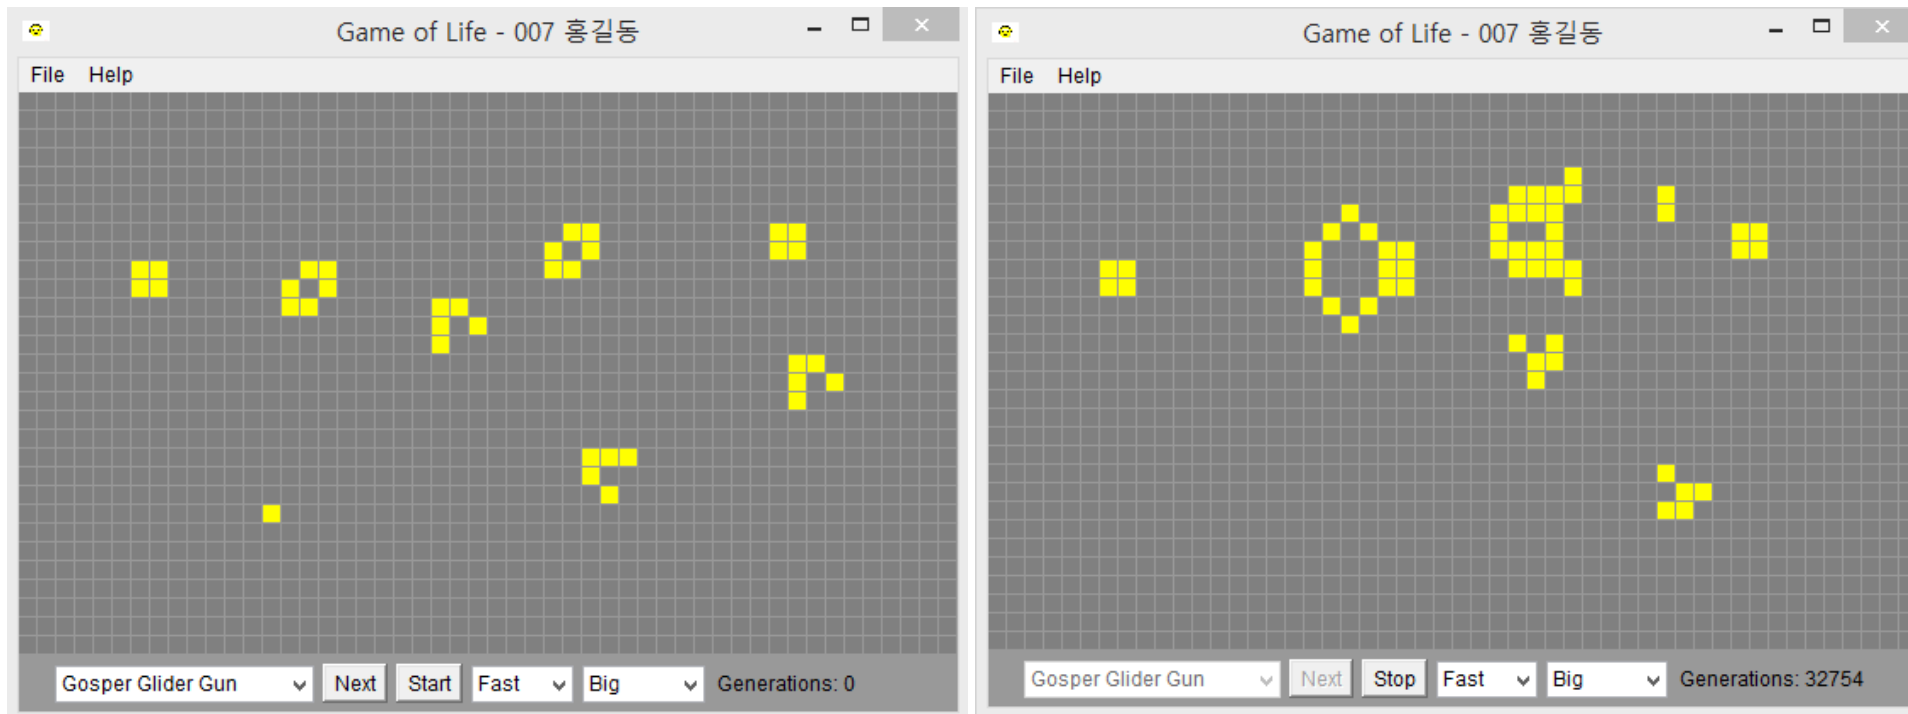 Game of Life - 007 홍길동
File Help
Gosper Glider Gun Next Start Fast Big Generations: 0
Game of Life - 007 홍길동
File Help
Gosper Glider Gun Next Stop Fast Big Generations: 32754